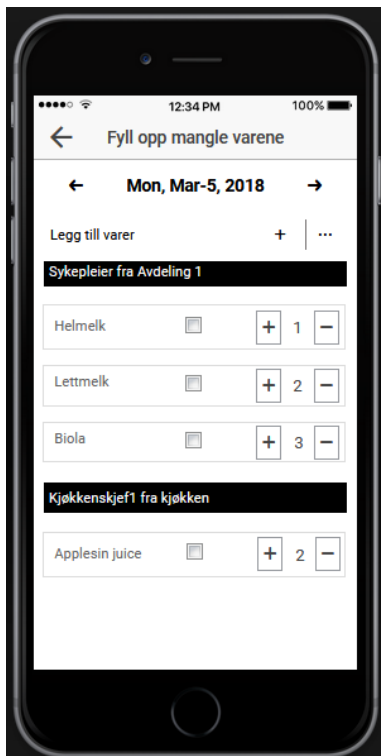 12:34 PM 100%
Fyll opp mangle varene
Mon, Mar-5, 2018
Legg till varer + ...
Sykepleier fra Avdeling 1
Helmelk + 1 −
Lettmelk + 2 −
Biola + 3 −
Kjøkkenskjef1 fra kjøkken
Applesin juice + 2 −